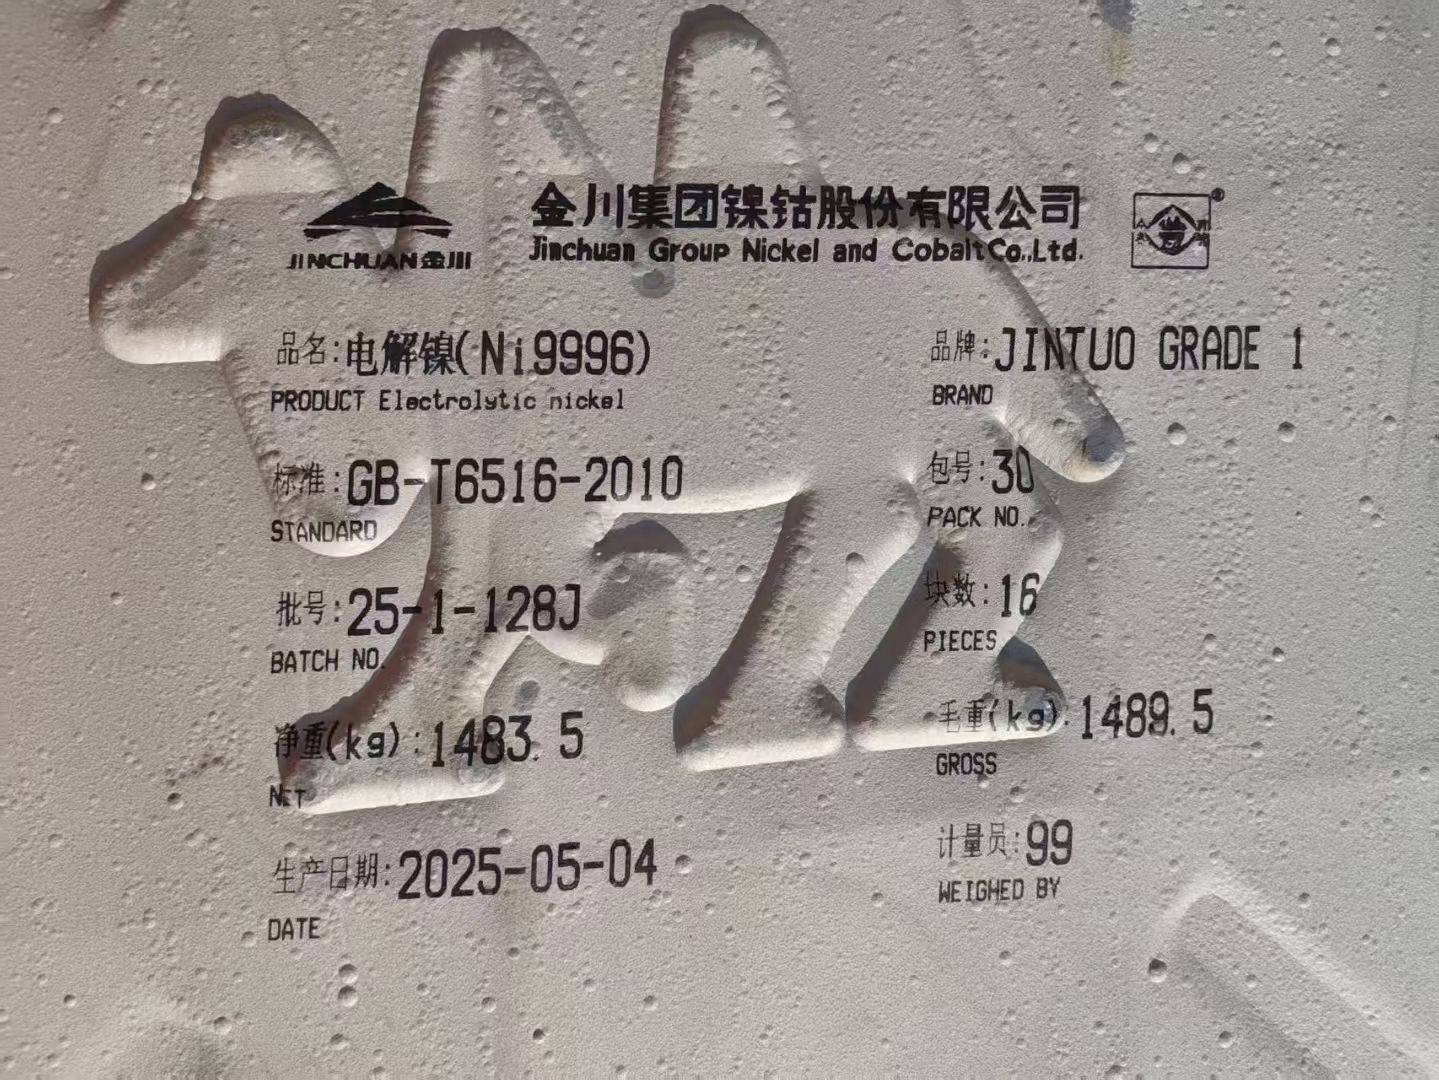 JINCHUAN金川
金川集团镍钴股份有限公司
Jinchuan Group Nickel and Cobalt Co.,Ltd.
品名:电解镍(Ni9996)
PRODUCT Electrolytic nickel
品牌:JINTUO GRADE 1
BRAND
标准:GB-T6516-2010
STANDARD
包号:30
PACK NO.
批号:25-1-128J
BATCH NO.
块数:16
PIECES
净重(kg):1483.5
NET
毛重(kg):1489.5
GROSS
生产日期:2025-05-04
DATE
计量员:99
WEIGHED BY